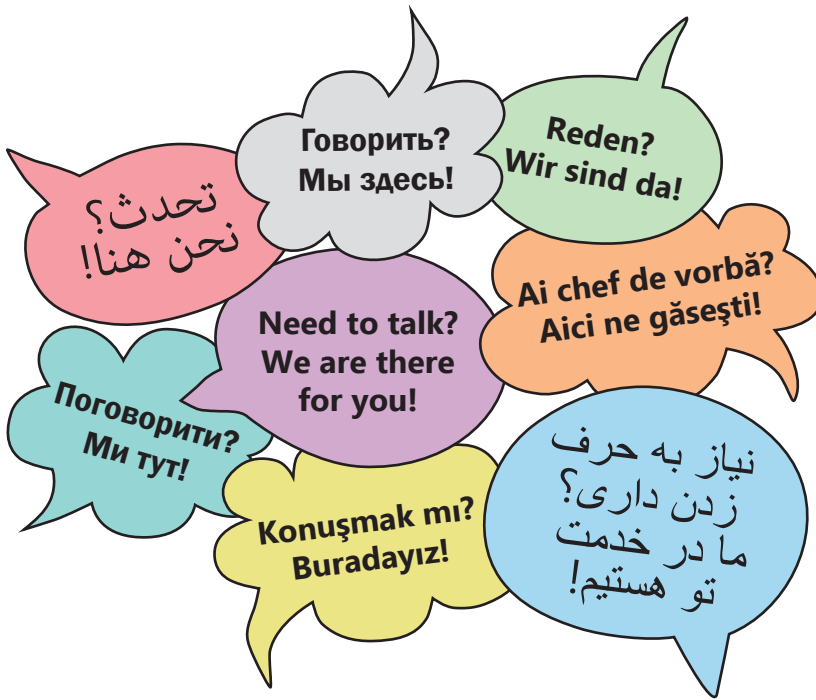 Говорить?
Мы здесь!
Reden?
Wir sind da!
تحدث؟
نحن هنا!
Need to talk?
We are there
for you!
Ai chef de vorbă?
Aici ne găseşti!
Поговорити?
Ми тут!
Konuşmak mı?
Buradayız!
نیاز به حرف
زدن داری؟
ما در خدمت
تو هستیم!